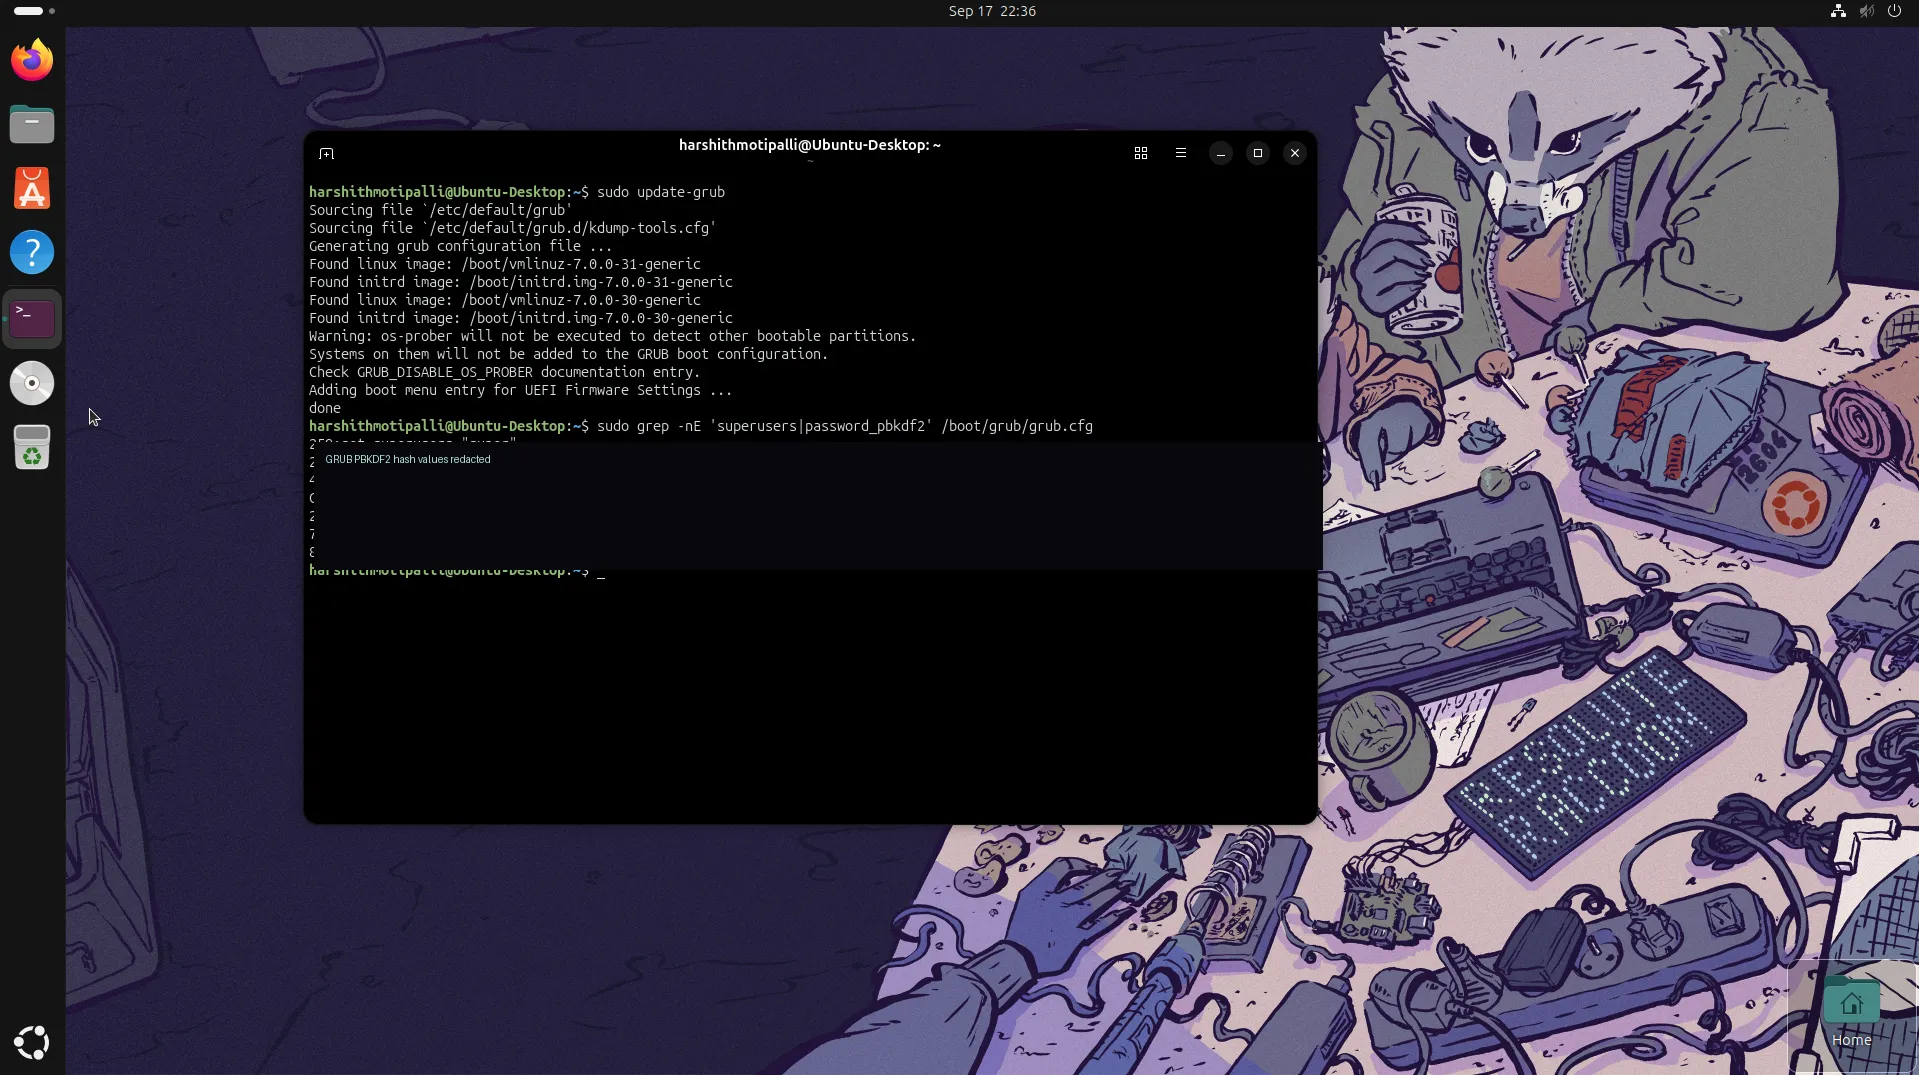 Sep 17 22:36
harshithmotipalli@Ubuntu-Desktop: ~
~
harshithmotipalli@Ubuntu-Desktop:~$ sudo update-grub
Sourcing file `/etc/default/grub'
Sourcing file `/etc/default/grub.d/kdump-tools.cfg'
Generating grub configuration file ...
Found linux image: /boot/vmlinuz-7.0.0-31-generic
Found initrd image: /boot/initrd.img-7.0.0-31-generic
Found linux image: /boot/vmlinuz-7.0.0-30-generic
Found initrd image: /boot/initrd.img-7.0.0-30-generic
Warning: os-prober will not be executed to detect other bootable partitions.
Systems on them will not be added to the GRUB boot configuration.
Check GRUB_DISABLE_OS_PROBER documentation entry.
Adding boot menu entry for UEFI Firmware Settings ...
done
harshithmotipalli@Ubuntu-Desktop:~$ sudo grep -nE 'superusers|password_pbkdf2' /boot/grub/grub.cfg
GRUB PBKDF2 hash values redacted
harshithmotipalli@Ubuntu-Desktop:~$ _
2604
RESOLUTE
RACCOON
Home